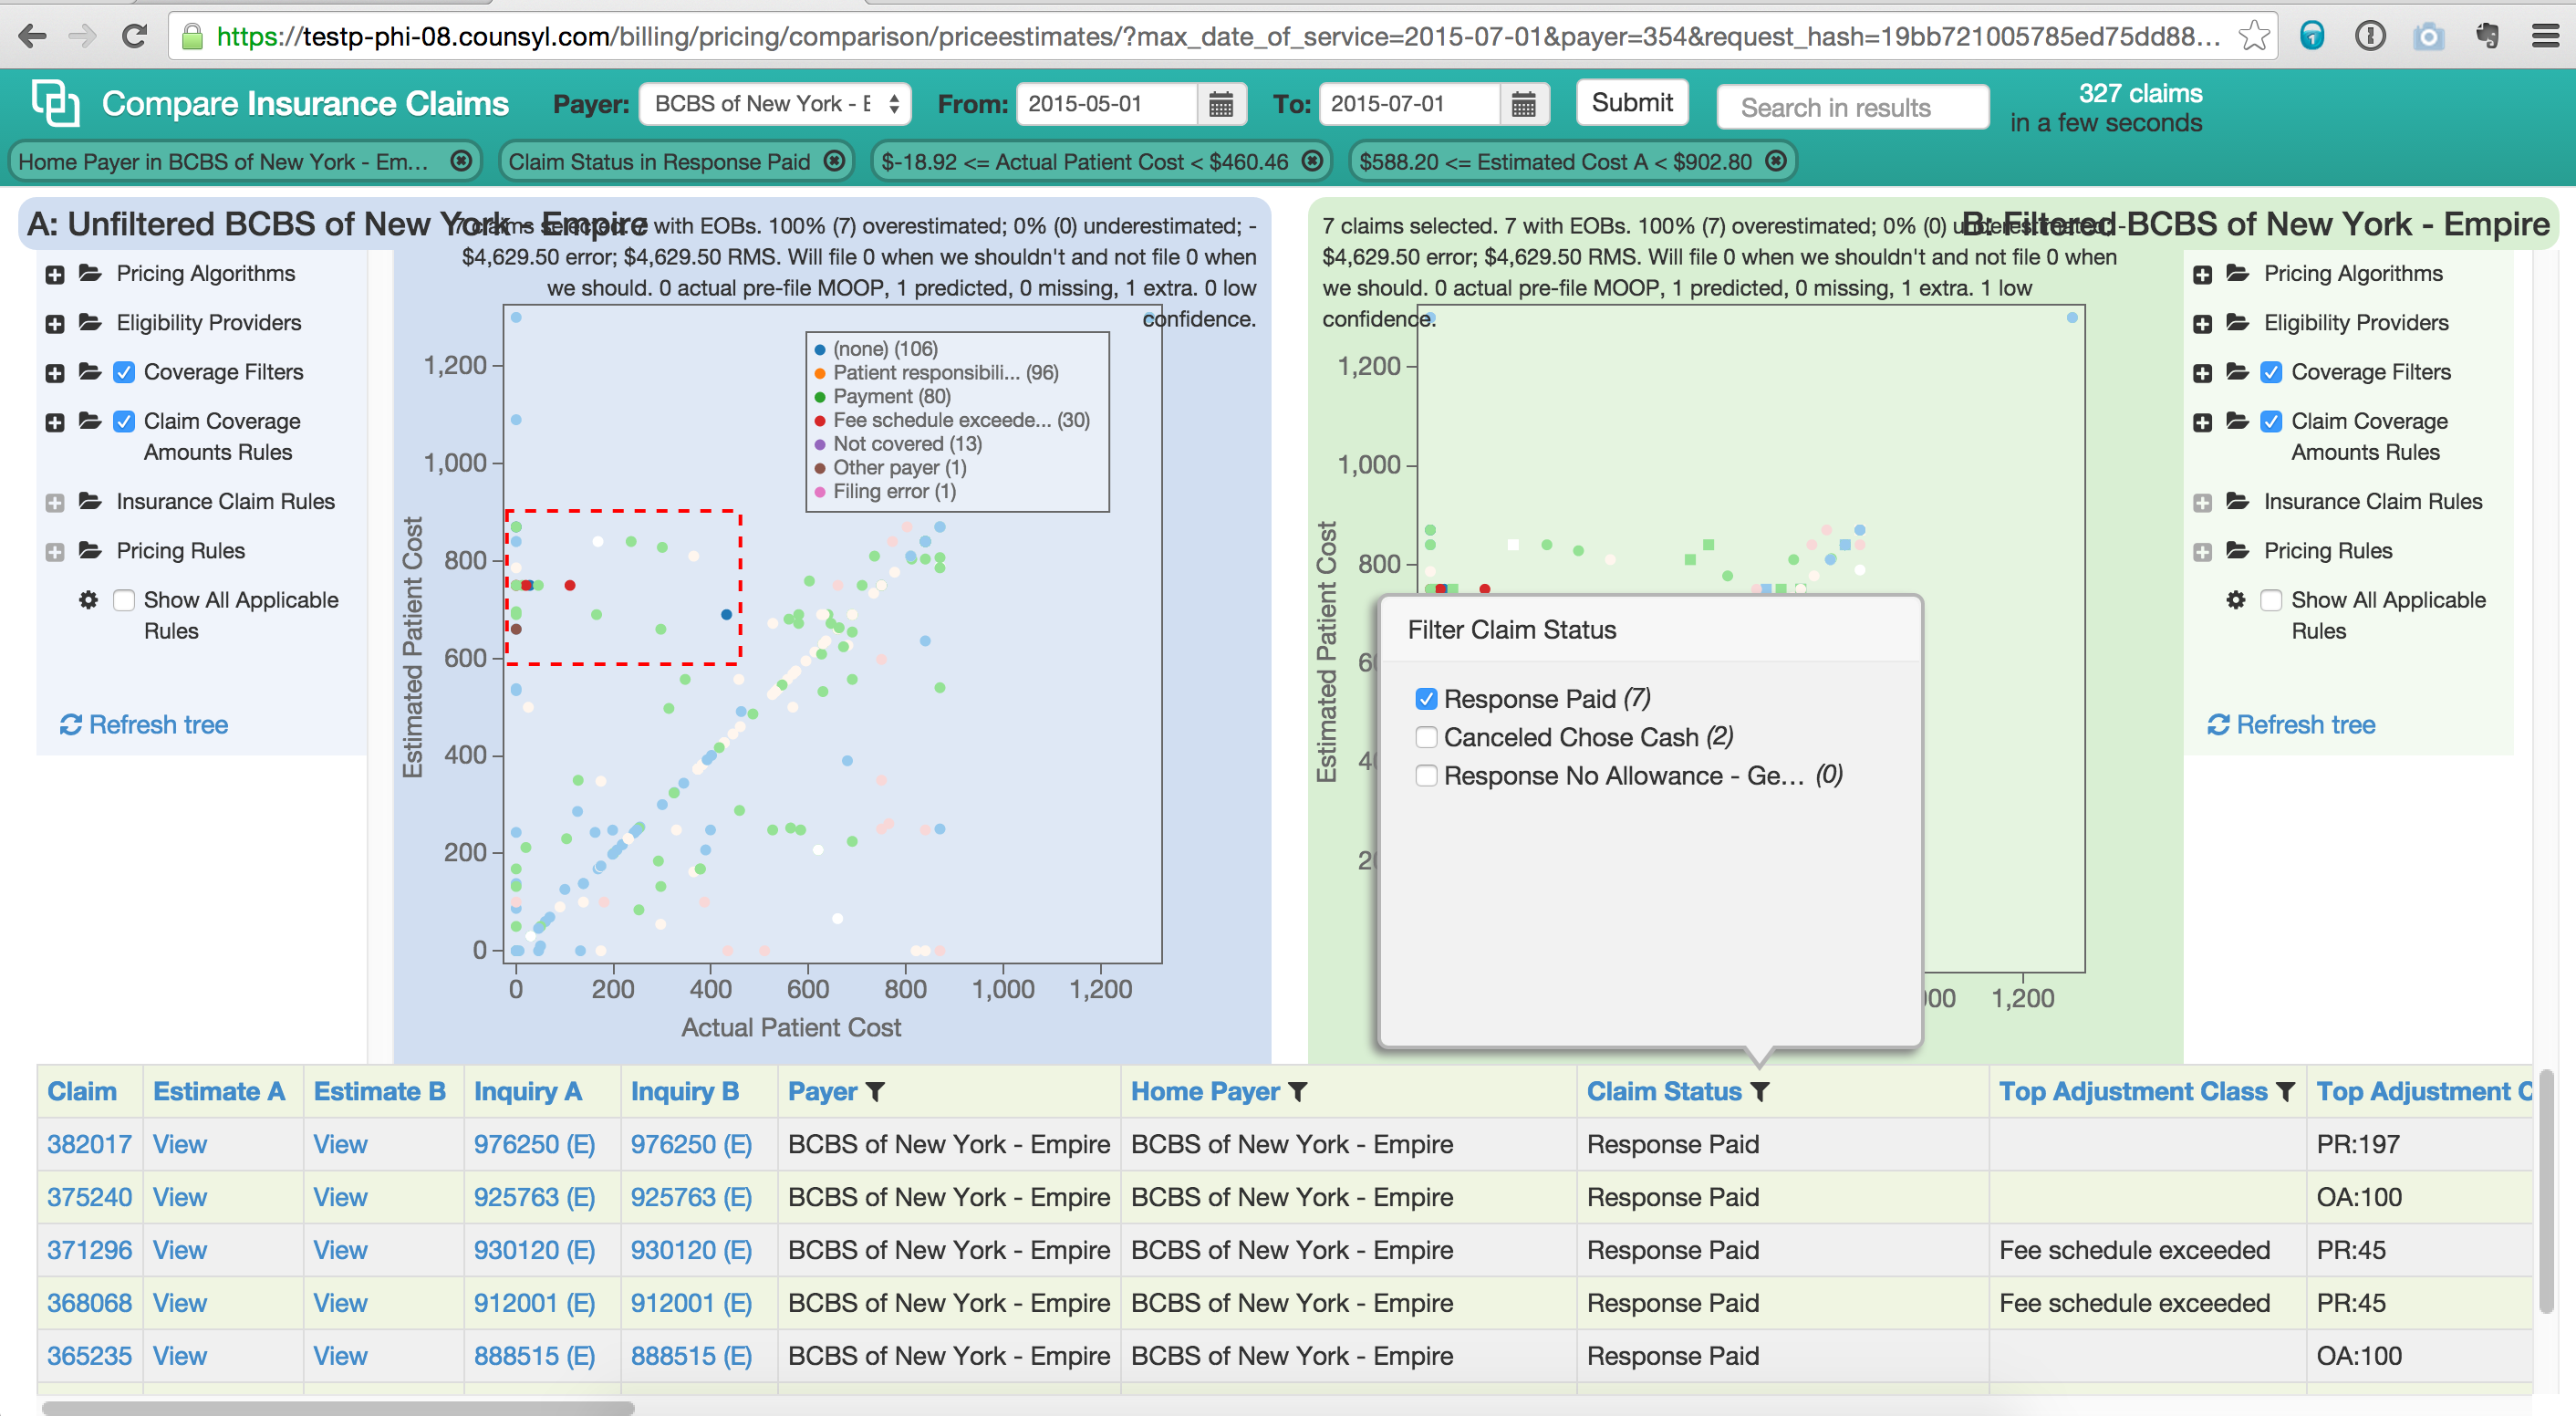 https://testp-phi-08.counsyl.com/billing/pricing/comparison/priceestimates/?max_date_of_service=2015-07-01&payer=354&request_hash=19bb721005785ed75dd88...
Compare Insurance Claims
Payer: BCBS of New York - E
From: 2015-05-01
To: 2015-07-01
Submit
Search in results
327 claims
in a few seconds
Home Payer in BCBS of New York - Em...
Claim Status in Response Paid
$-18.92 <= Actual Patient Cost < $460.46
$588.20 <= Estimated Cost A < $902.80
A: Unfiltered BCBS of New York - Empire
7 claims selected. 7 with EOBs. 100% (7) overestimated; 0% (0) underestimated; -
$4,629.50 error; $4,629.50 RMS. Will file 0 when we shouldn't and not file 0 when
we should. 0 actual pre-file MOOP, 1 predicted, 0 missing, 1 extra. 0 low
confidence.
Pricing Algorithms
Eligibility Providers
Coverage Filters
Claim Coverage
Amounts Rules
Insurance Claim Rules
Pricing Rules
Show All Applicable
Rules
Refresh tree
Estimated Patient Cost
1,200
1,000
800
600
400
200
0
(none) (106)
Patient responsibili... (96)
Payment (80)
Fee schedule exceede... (30)
Not covered (13)
Other payer (1)
Filing error (1)
0 200 400 600 800 1,000 1,200
Actual Patient Cost
B: Filtered BCBS of New York - Empire
7 claims selected. 7 with EOBs. 100% (7) overestimated; 0% (0) underestimated; -
$4,629.50 error; $4,629.50 RMS. Will file 0 when we shouldn't and not file 0 when
we should. 0 actual pre-file MOOP, 1 predicted, 0 missing, 1 extra. 1 low
confidence.
Estimated Patient Cost
1,200
1,000
800
1,200
Filter Claim Status
Response Paid (7)
Canceled Chose Cash (2)
Response No Allowance - Ge... (0)
Pricing Algorithms
Eligibility Providers
Coverage Filters
Claim Coverage
Amounts Rules
Insurance Claim Rules
Pricing Rules
Show All Applicable
Rules
Refresh tree
Claim Estimate A Estimate B Inquiry A Inquiry B Payer Home Payer Claim Status Top Adjustment Class Top Adjustment C
382017 View View 976250 (E) 976250 (E) BCBS of New York - Empire BCBS of New York - Empire Response Paid PR:197
375240 View View 925763 (E) 925763 (E) BCBS of New York - Empire BCBS of New York - Empire Response Paid OA:100
371296 View View 930120 (E) 930120 (E) BCBS of New York - Empire BCBS of New York - Empire Response Paid Fee schedule exceeded PR:45
368068 View View 912001 (E) 912001 (E) BCBS of New York - Empire BCBS of New York - Empire Response Paid Fee schedule exceeded PR:45
365235 View View 888515 (E) 888515 (E) BCBS of New York - Empire BCBS of New York - Empire Response Paid OA:100